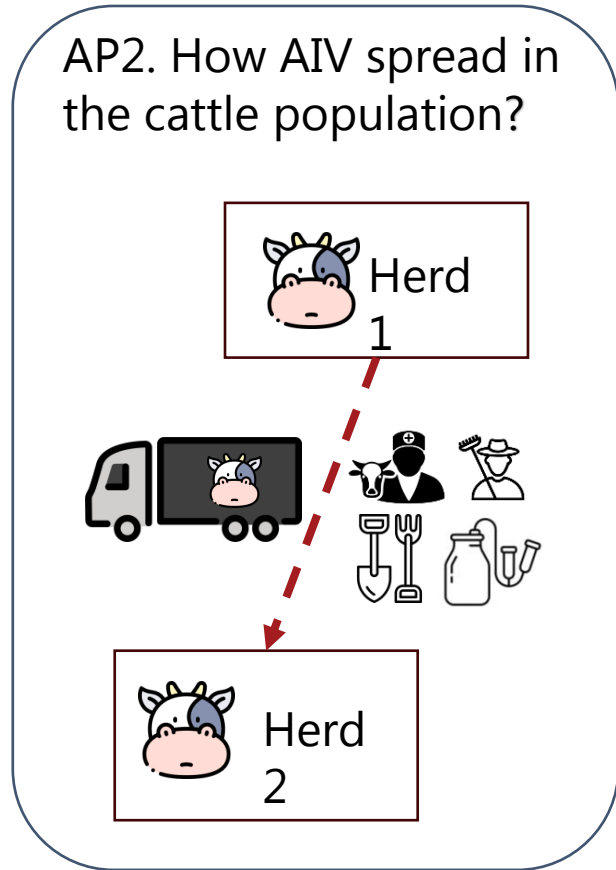 AP2. How AIV spread in
the cattle population?
Herd
1
Herd
2